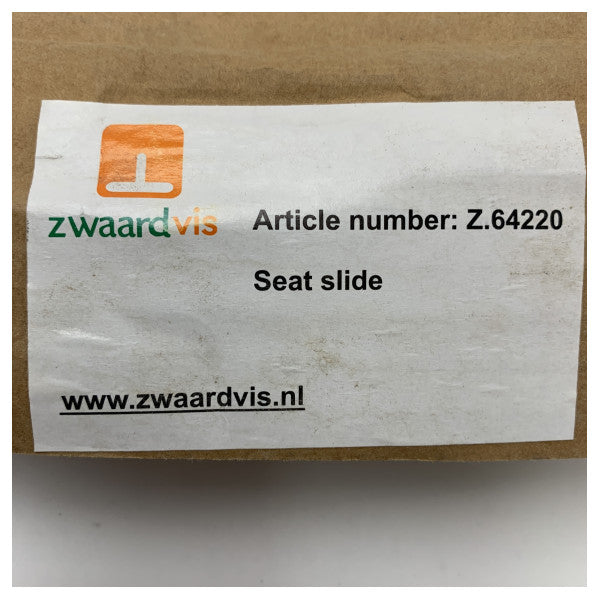 zwaardvis
Article number: Z.64220
Seat slide
www.zwaardvis.nl